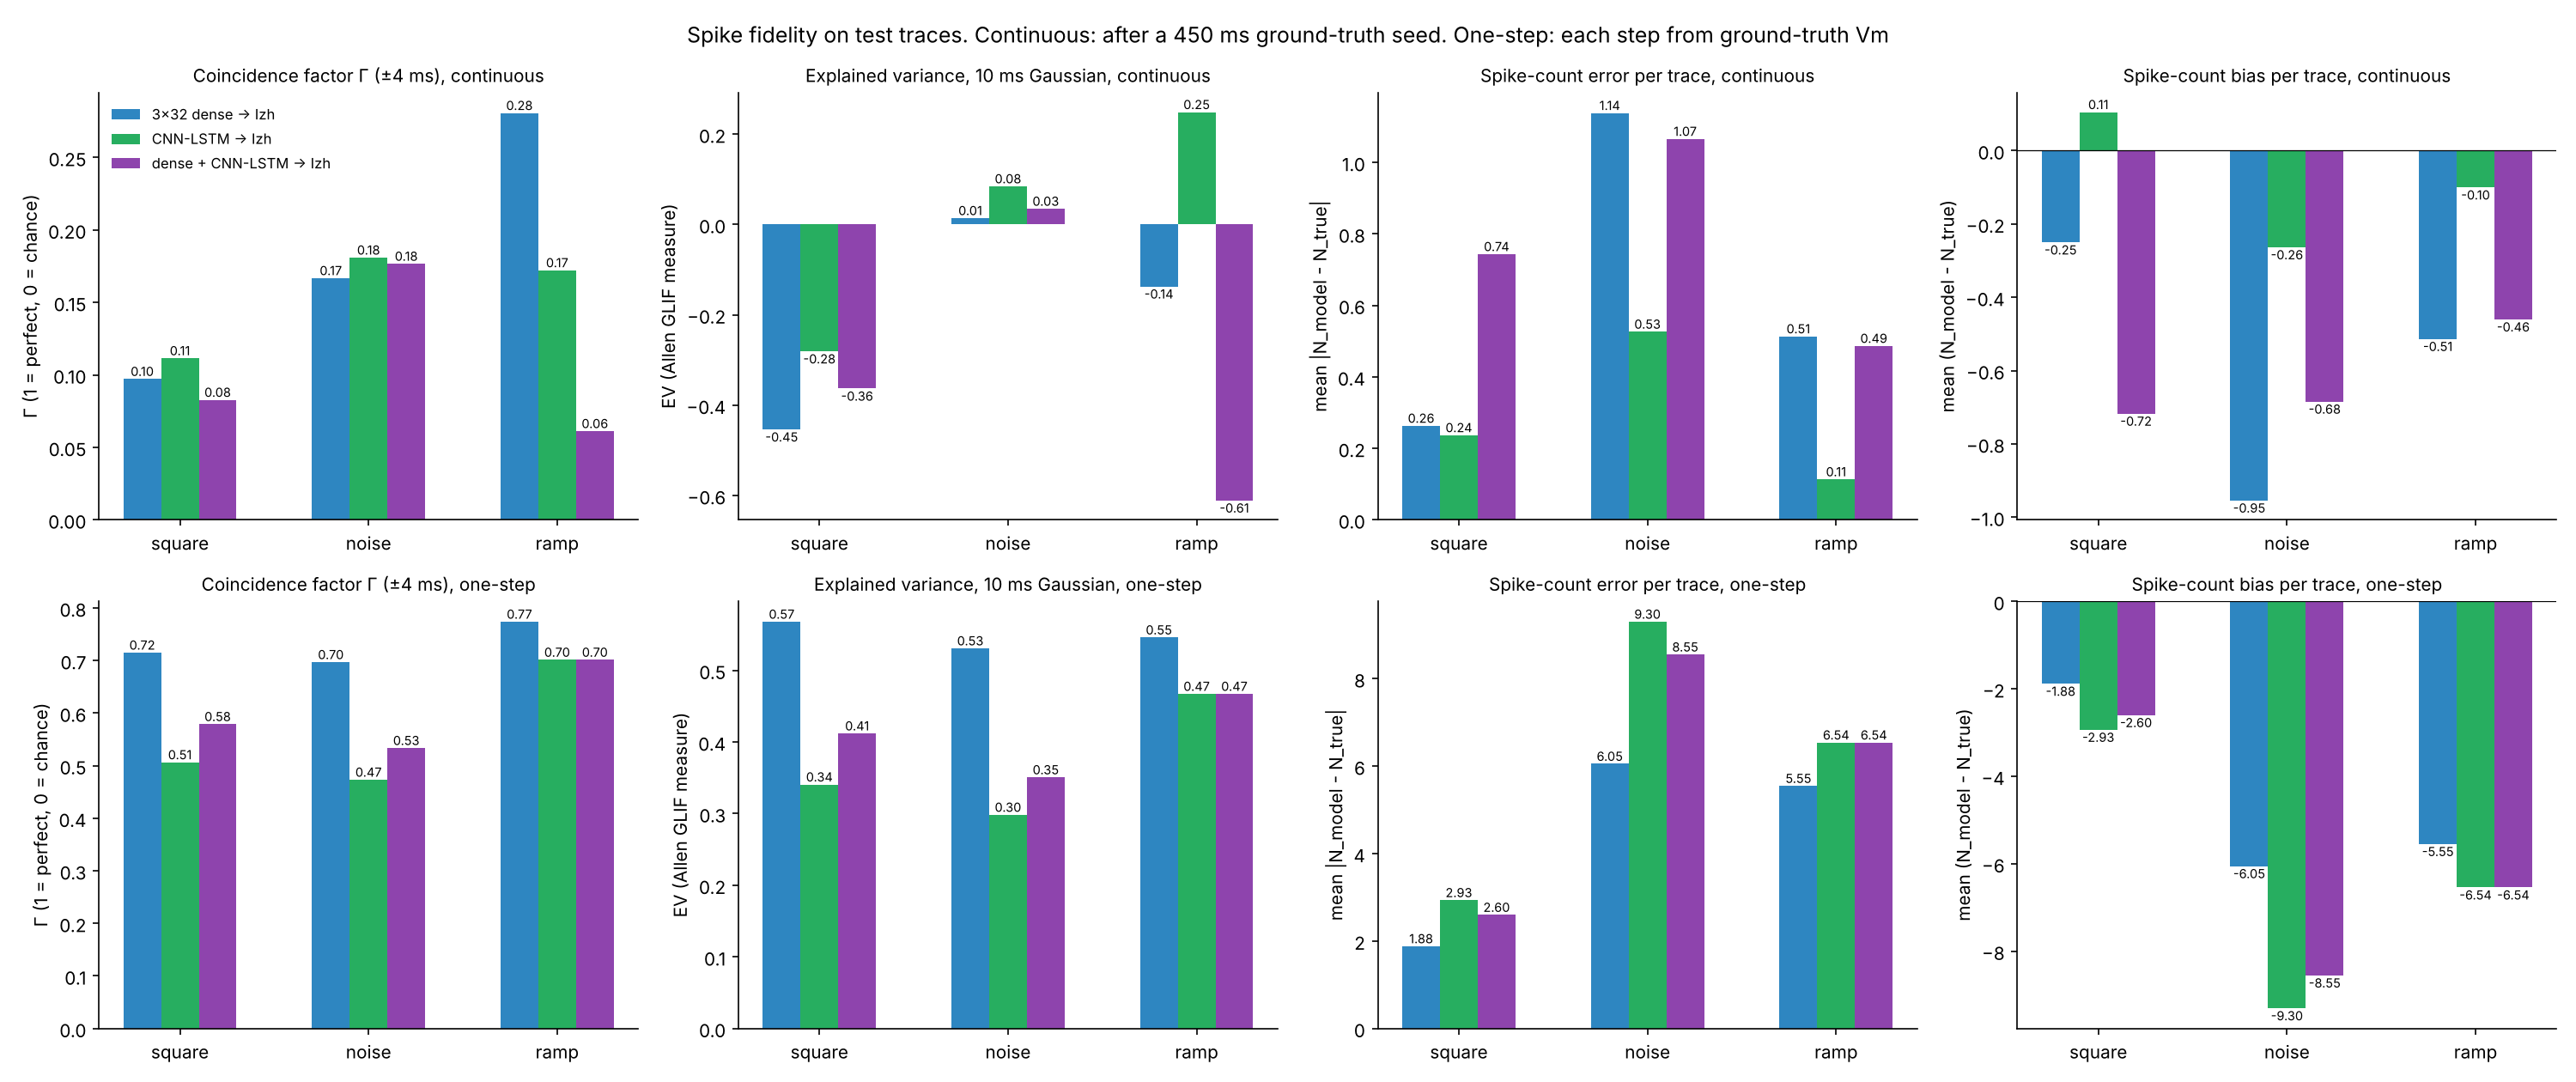 Spike fidelity on test traces. Continuous: after a 450 ms ground-truth seed. One-step: each step from ground-truth Vm
Coincidence factor Γ (±4 ms), continuous
Γ (1 = perfect, 0 = chance)
0.25
0.20
0.15
0.10
0.05
0.00
3×32 dense → Izh
CNN-LSTM → Izh
dense + CNN-LSTM → Izh
0.10
0.11
0.08
0.17
0.18
0.18
0.28
0.17
0.06
square
noise
ramp
Explained variance, 10 ms Gaussian, continuous
EV (Allen GLIF measure)
0.2
0.0
−0.2
−0.4
−0.6
-0.45
-0.28
-0.36
0.01
0.08
0.03
-0.14
0.25
-0.61
square
noise
ramp
Spike-count error per trace, continuous
mean |N_model - N_true|
1.0
0.8
0.6
0.4
0.2
0.0
0.26
0.24
0.74
1.14
0.53
1.07
0.51
0.11
0.49
square
noise
ramp
Spike-count bias per trace, continuous
mean (N_model - N_true)
0.0
−0.2
−0.4
−0.6
−0.8
−1.0
-0.25
0.11
-0.72
-0.95
-0.26
-0.68
-0.51
-0.10
-0.46
square
noise
ramp
Coincidence factor Γ (±4 ms), one-step
Γ (1 = perfect, 0 = chance)
0.8
0.7
0.6
0.5
0.4
0.3
0.2
0.1
0.0
0.72
0.51
0.58
0.70
0.47
0.53
0.77
0.70
0.70
square
noise
ramp
Explained variance, 10 ms Gaussian, one-step
EV (Allen GLIF measure)
0.5
0.4
0.3
0.2
0.1
0.0
0.57
0.34
0.41
0.53
0.30
0.35
0.55
0.47
0.47
square
noise
ramp
Spike-count error per trace, one-step
mean |N_model - N_true|
8
6
4
2
0
1.88
2.93
2.60
6.05
9.30
8.55
5.55
6.54
6.54
square
noise
ramp
Spike-count bias per trace, one-step
mean (N_model - N_true)
0
−2
−4
−6
−8
-1.88
-2.93
-2.60
-6.05
-9.30
-8.55
-5.55
-6.54
-6.54
square
noise
ramp